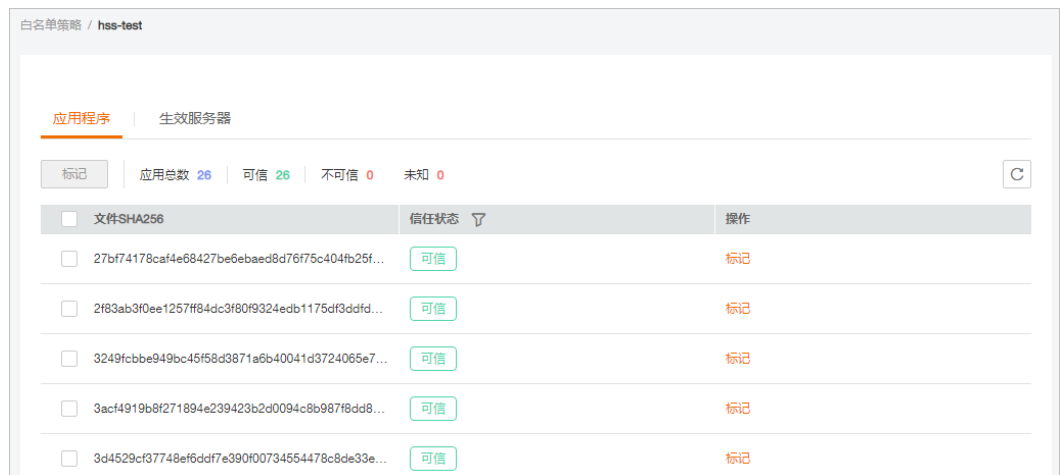 白名单策略 / hss-test
应用程序 生效服务器
标记 应用总数 26 可信 26 不可信 0 未知 0
文件SHA256 信任状态 操作
27bf74178caf4e68427be6ebaed8d76f75c404fb25f... 可信 标记
2f83ab3f0ee1257ff84dc3f80f9324edb1175df3ddfd... 可信 标记
3249fcbbe949bc45f58d3871a6b40041d3724065e7... 可信 标记
3acf4919b8f271894e239423b2d0094c8b987f8dd8... 可信 标记
3d4529cf37748ef6ddf7e390f00734554478c8de33e... 可信 标记